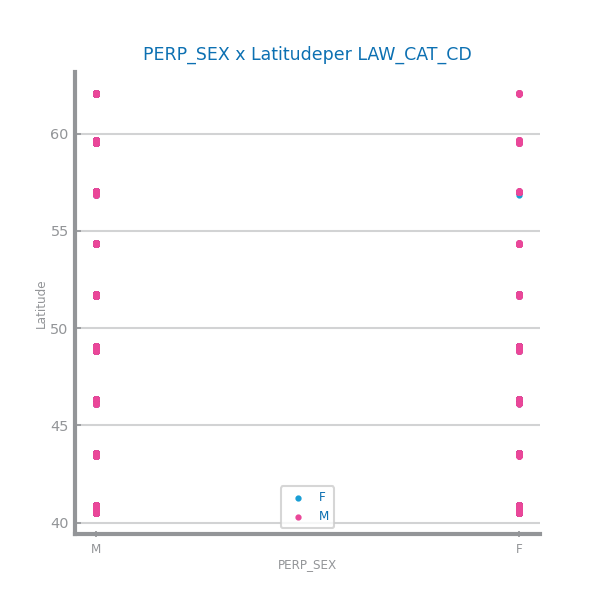 PERP_SEX x Latitudeper LAW_CAT_CD
60
55
50
45
40
Latitude
F
M
M
F
PERP_SEX